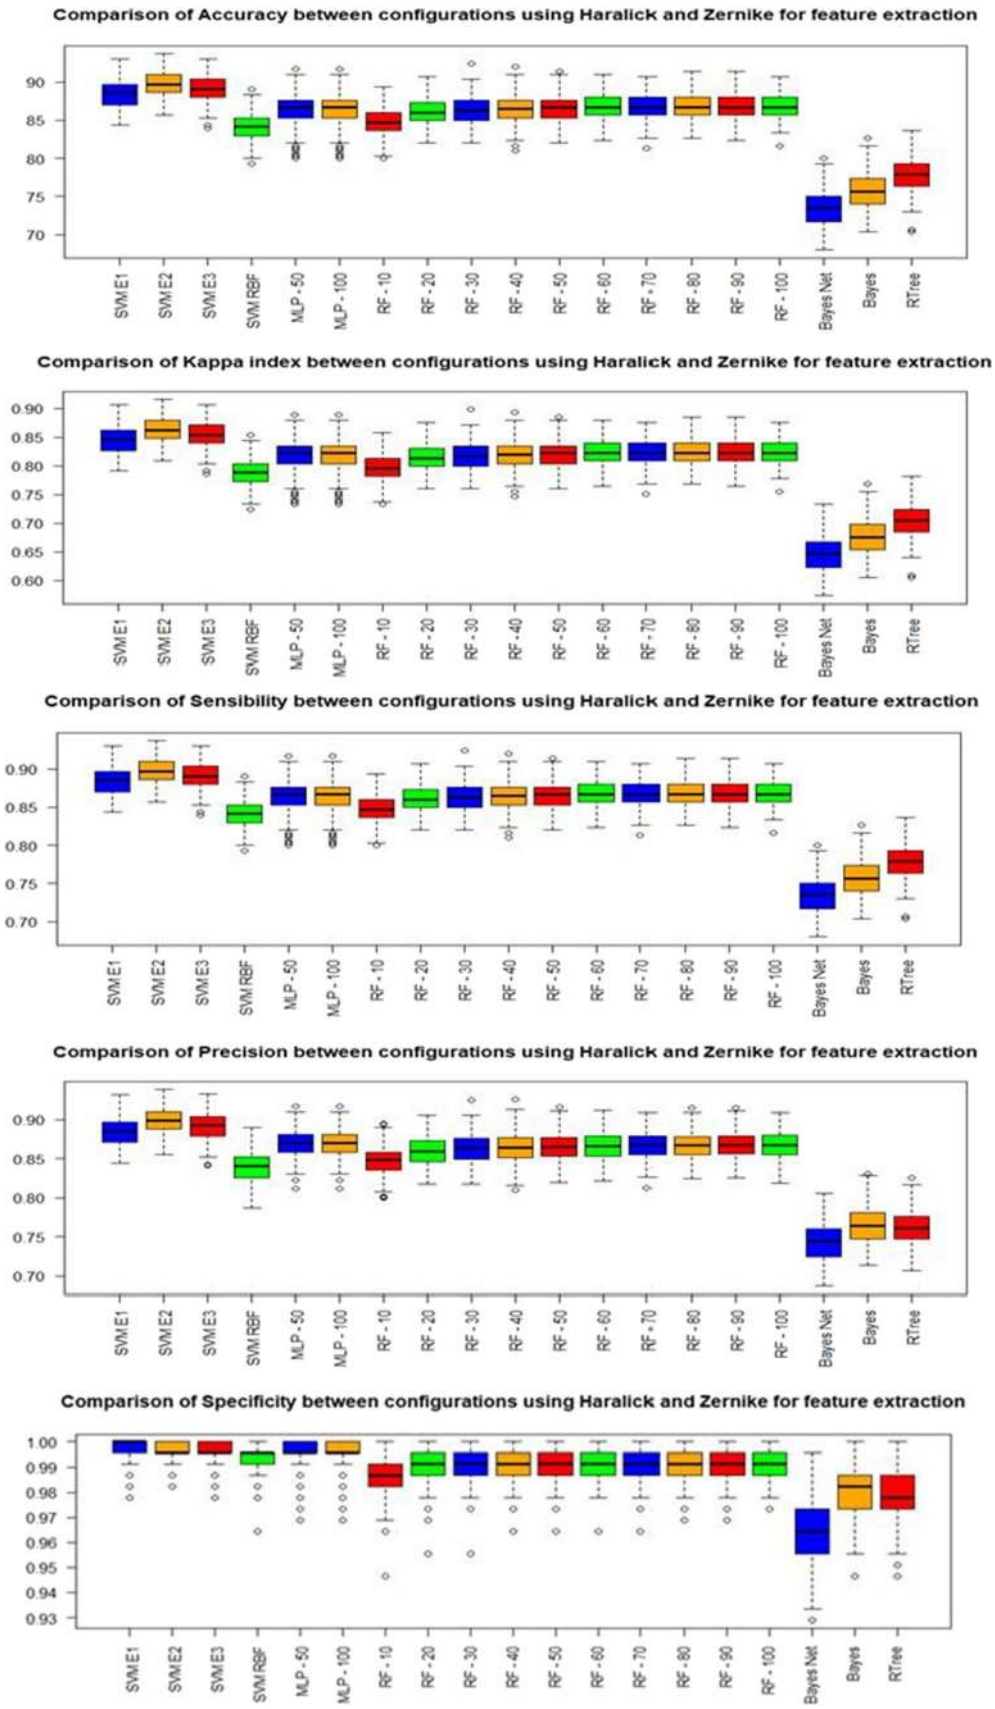 Comparison of Accuracy between configurations using Haralick and Zernike for feature extraction
90
85
80
75
70
SVM E1
SVM E2
SVM E3
SVM RBF
MLP - 50
MLP - 100
RF - 10
RF - 20
RF - 30
RF - 40
RF - 50
RF - 60
RF - 70
RF - 80
RF - 90
RF - 100
Bayes Net
Bayes
RTree
Comparison of Kappa index between configurations using Haralick and Zernike for feature extraction
0.90
0.85
0.80
0.75
0.70
0.65
0.60
SVM E1
SVM E2
SVM E3
SVM RBF
MLP - 50
MLP - 100
RF - 10
RF - 20
RF - 30
RF - 40
RF - 50
RF - 60
RF - 70
RF - 80
RF - 90
RF - 100
Bayes Net
Bayes
RTree
Comparison of Sensibility between configurations using Haralick and Zernike for feature extraction
0.90
0.85
0.80
0.75
0.70
SVM E1
SVM E2
SVM E3
SVM RBF
MLP - 50
MLP - 100
RF - 10
RF - 20
RF - 30
RF - 40
RF - 50
RF - 60
RF - 70
RF - 80
RF - 90
RF - 100
Bayes Net
Bayes
RTree
Comparison of Precision between configurations using Haralick and Zernike for feature extraction
0.90
0.85
0.80
0.75
0.70
SVM E1
SVM E2
SVM E3
SVM RBF
MLP - 50
MLP - 100
RF - 10
RF - 20
RF - 30
RF - 40
RF - 50
RF - 60
RF - 70
RF - 80
RF - 90
RF - 100
Bayes Net
Bayes
RTree
Comparison of Specificity between configurations using Haralick and Zernike for feature extraction
1.00
0.99
0.98
0.97
0.96
0.95
0.94
0.93
SVM E1
SVM E2
SVM E3
SVM RBF
MLP - 50
MLP - 100
RF - 10
RF - 20
RF - 30
RF - 40
RF - 50
RF - 60
RF - 70
RF - 80
RF - 90
RF - 100
Bayes Net
Bayes
RTree